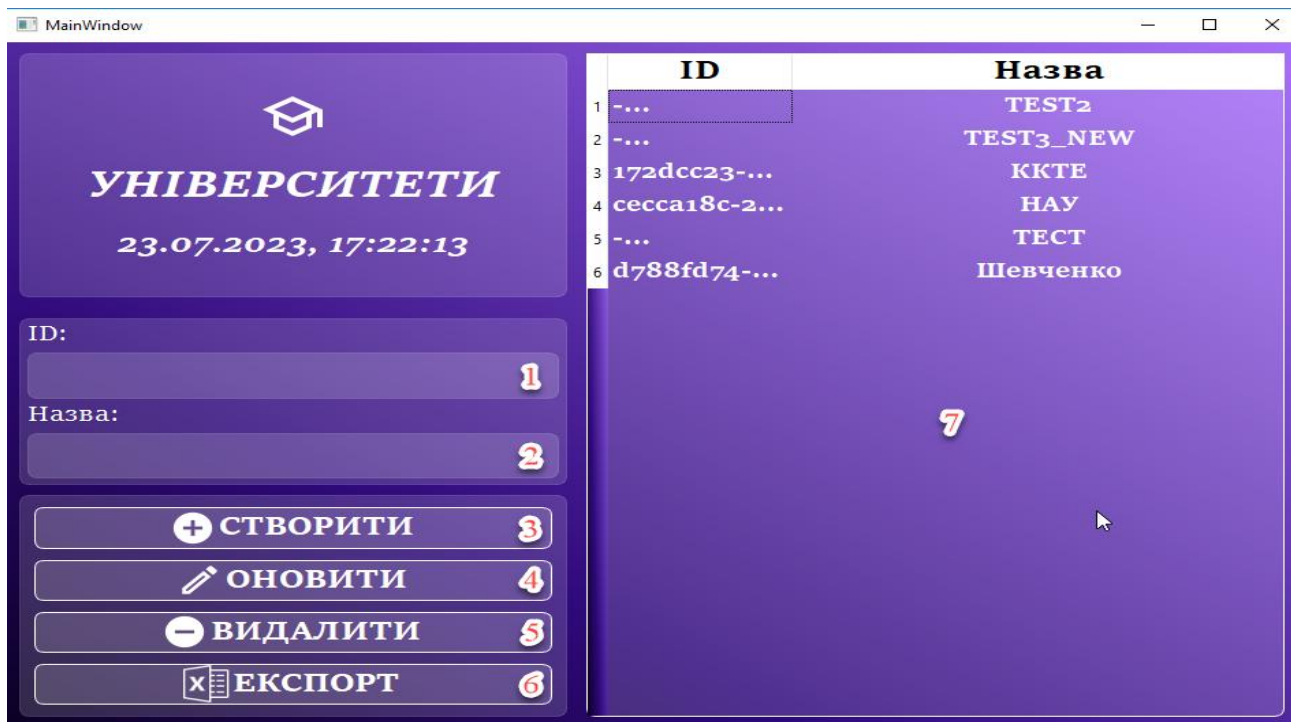 MainWindow
УНІВЕРСИТЕТИ
23.07.2023, 17:22:13
ID:
1
Назва:
2
СТВОРИТИ 3
ОНОВИТИ 4
ВИДАЛИТИ 5
X ЕКСПОРТ 6
ID Назва
1 -... TEST2
2 -... TEST3_NEW
3 172dcc23-... ККТЕ
4 cecca18c-2... НАУ
5 -... ТЕСТ
6 d788fd74-... Шевченко
7